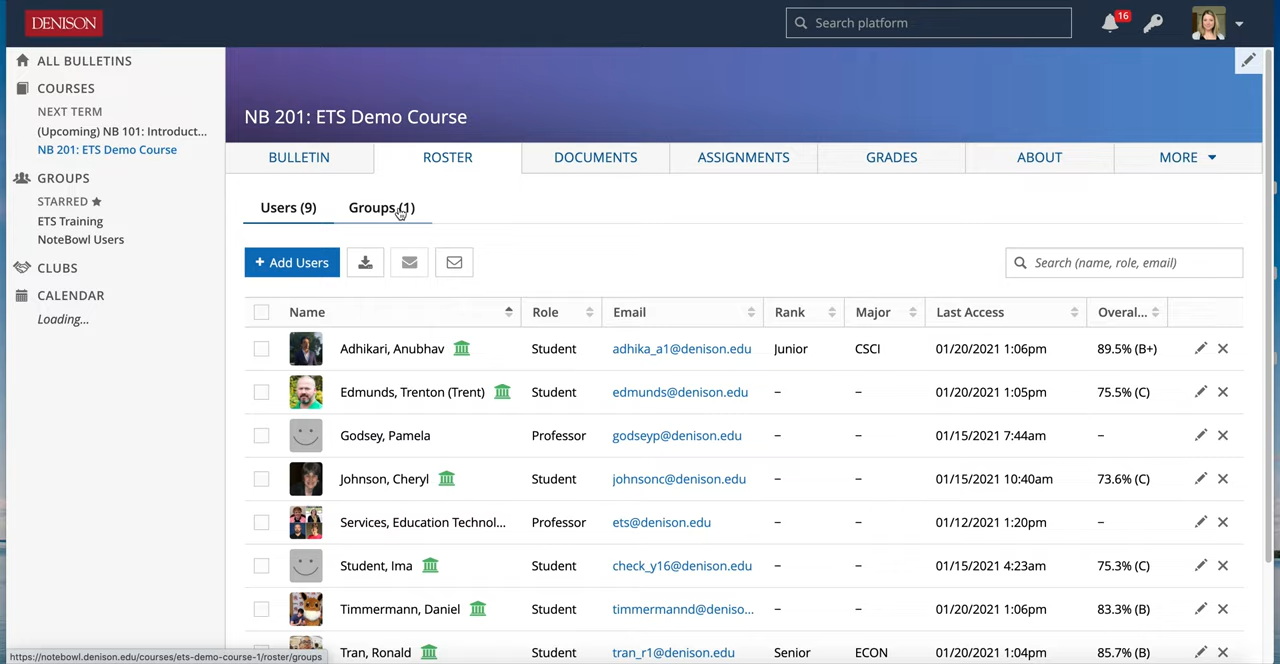 DENISON
Search platform
16
ALL BULLETINS
COURSES
NEXT TERM
(Upcoming) NB 101: Introduct...
NB 201: ETS Demo Course
GROUPS
STARRED
ETS Training
NoteBowl Users
CLUBS
CALENDAR
Loading...
NB 201: ETS Demo Course
BULLETIN ROSTER DOCUMENTS ASSIGNMENTS GRADES ABOUT MORE
Users (9) Groups (1)
+ Add Users
Search (name, role, email)
Name Role Email Rank Major Last Access Overal...
Adhikari, Anubhav Student adhika_a1@denison.edu Junior CSCI 01/20/2021 1:06pm 89.5% (B+)
Edmunds, Trenton (Trent) Student edmunds@denison.edu – – 01/20/2021 1:05pm 75.5% (C)
Godsey, Pamela Professor godseyp@denison.edu – – 01/15/2021 7:44am –
Johnson, Cheryl Student johnsonc@denison.edu – – 01/15/2021 10:40am 73.6% (C)
Services, Education Technol... Professor ets@denison.edu – – 01/12/2021 1:20pm –
Student, Ima Student check_y16@denison.edu – – 01/15/2021 4:23am 75.3% (C)
Timmermann, Daniel Student timmermannd@deniso... – – 01/20/2021 1:06pm 83.3% (B)
Tran, Ronald Student tran_r1@denison.edu Senior ECON 01/20/2021 1:04pm 85.7% (B)
https://notebowl.denison.edu/courses/ets-demo-course-1/roster/groups